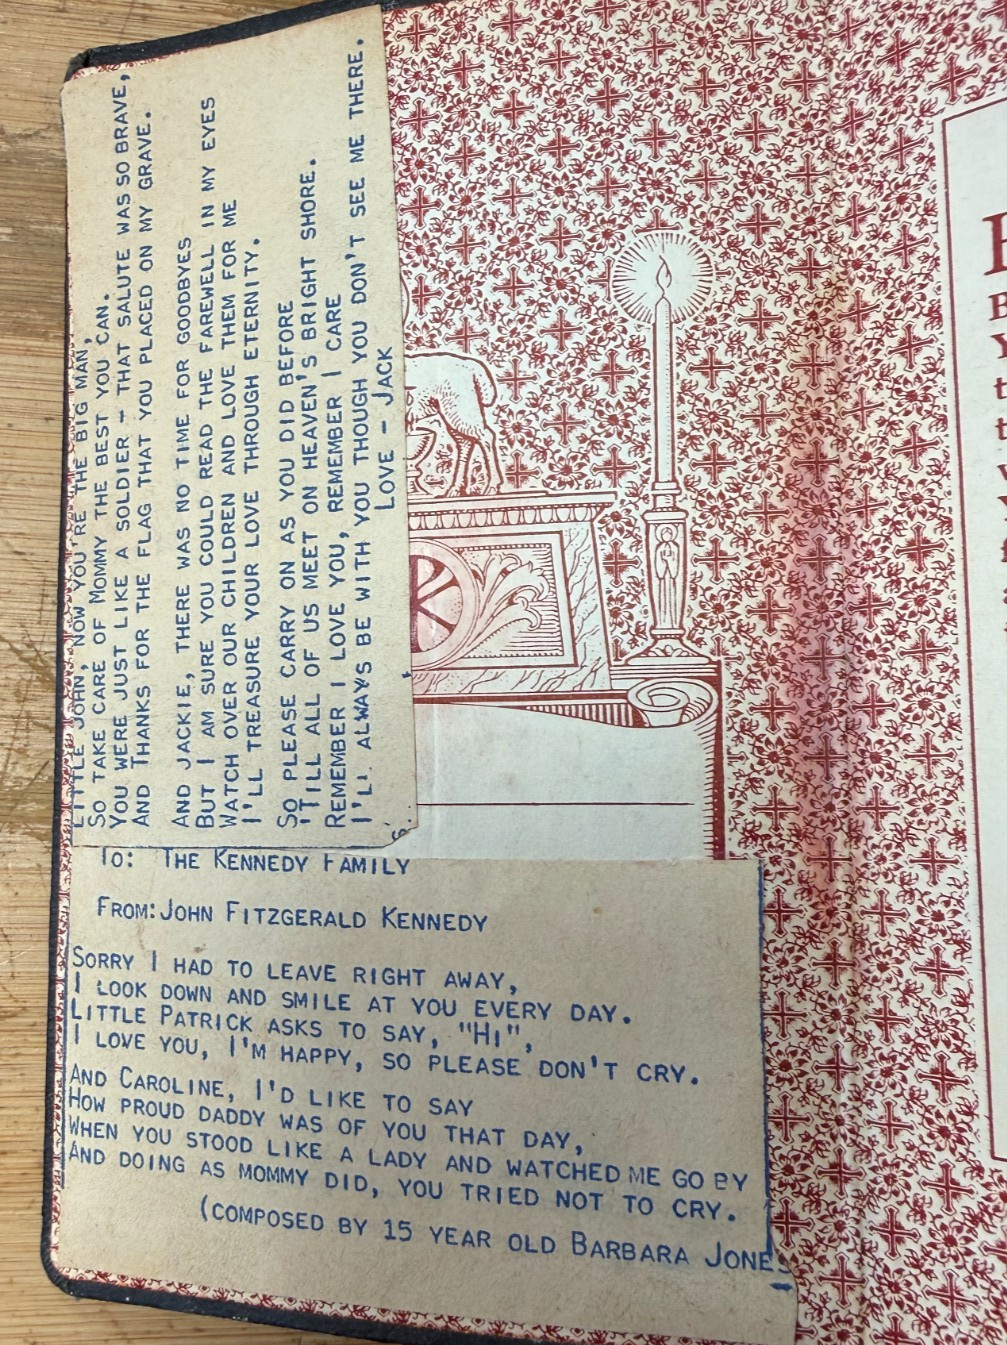 To: THE KENNEDY FAMILY
FROM: JOHN FITZGERALD KENNEDY
SORRY I HAD TO LEAVE RIGHT AWAY,
I LOOK DOWN AND SMILE AT YOU EVERY DAY.
LITTLE PATRICK ASKS TO SAY, "HI",
I LOVE YOU, I'M HAPPY, SO PLEASE DON'T CRY.
AND CAROLINE, I'D LIKE TO SAY
HOW PROUD DADDY WAS OF YOU THAT DAY,
WHEN YOU STOOD LIKE A LADY AND WATCHED ME GO BY
AND DOING AS MOMMY DID, YOU TRIED NOT TO CRY.
(COMPOSED BY 15 YEAR OLD BARBARA JONES
LITTLE JOHN, NOW YOU'RE THE BIG MAN,
SO TAKE CARE OF MOMMY THE BEST YOU CAN.
YOU WERE JUST LIKE A SOLDIER - THAT SALUTE WAS SO BRAVE,
AND THANKS FOR THE FLAG THAT YOU PLACED ON MY GRAVE.
AND JACKIE, THERE WAS NO TIME FOR GOODBYES
BUT I AM SURE YOU COULD READ THE FAREWELL IN MY EYES
WATCH OVER OUR CHILDREN AND LOVE THEM FOR ME
I'LL TREASURE YOUR LOVE THROUGH ETERNITY.
SO PLEASE CARRY ON AS YOU DID BEFORE
'TILL ALL OF US MEET ON HEAVEN'S BRIGHT SHORE.
REMEMBER I LOVE YOU, REMEMBER I CARE
I'LL ALWAYS BE WITH YOU THOUGH YOU DON'T SEE ME THERE.
LOVE - JACK